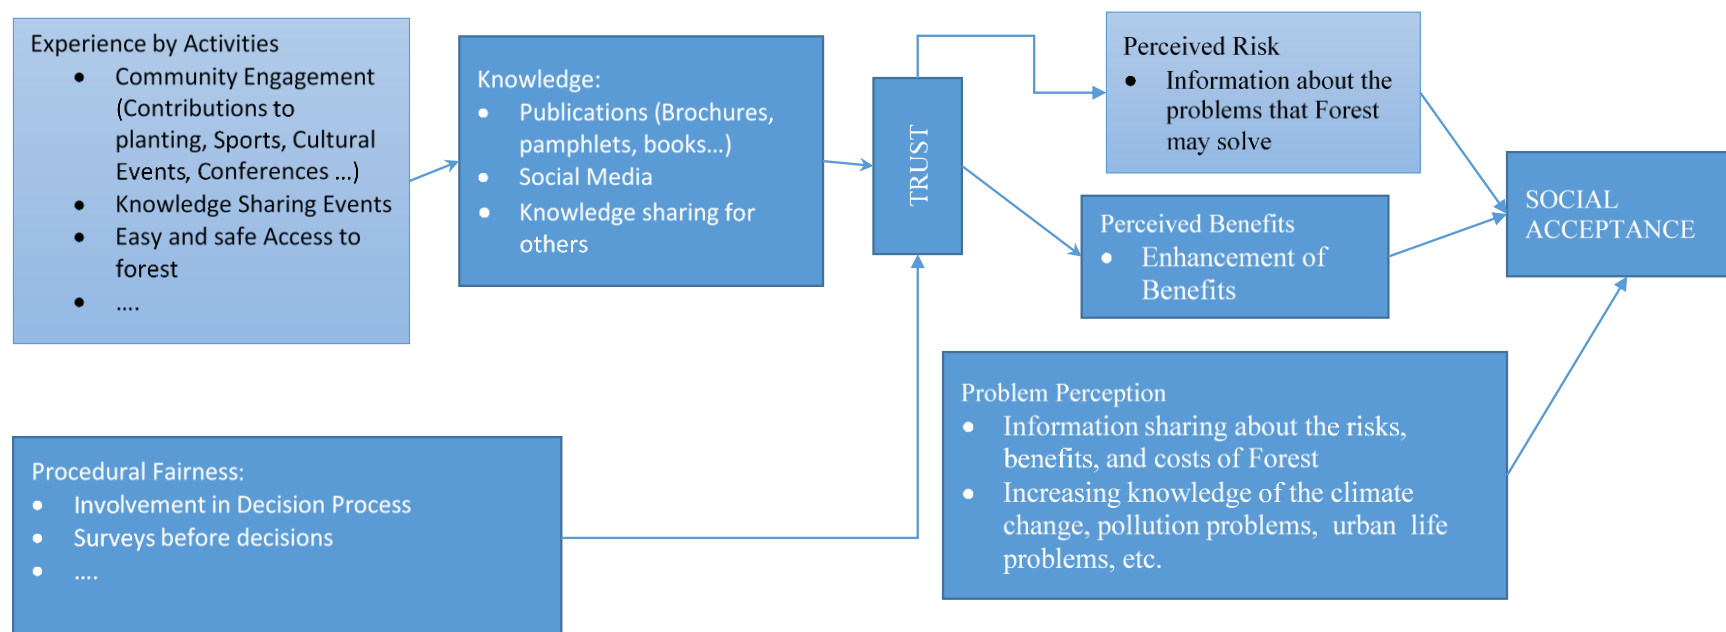 Experience by Activities
● Community Engagement
(Contributions to
planting, Sports, Cultural
Events, Conferences ...)
● Knowledge Sharing Events
● Easy and safe Access to
forest
● ....
Knowledge:
● Publications (Brochures,
pamphlets, books...)
● Social Media
● Knowledge sharing for
others
Procedural Fairness:
● Involvement in Decision Process
● Surveys before decisions
● ....
TRUST
Perceived Risk
● Information about the
problems that Forest
may solve
Perceived Benefits
● Enhancement of
Benefits
Problem Perception
● Information sharing about the risks,
benefits, and costs of Forest
● Increasing knowledge of the climate
change, pollution problems, urban life
problems, etc.
SOCIAL
ACCEPTANCE